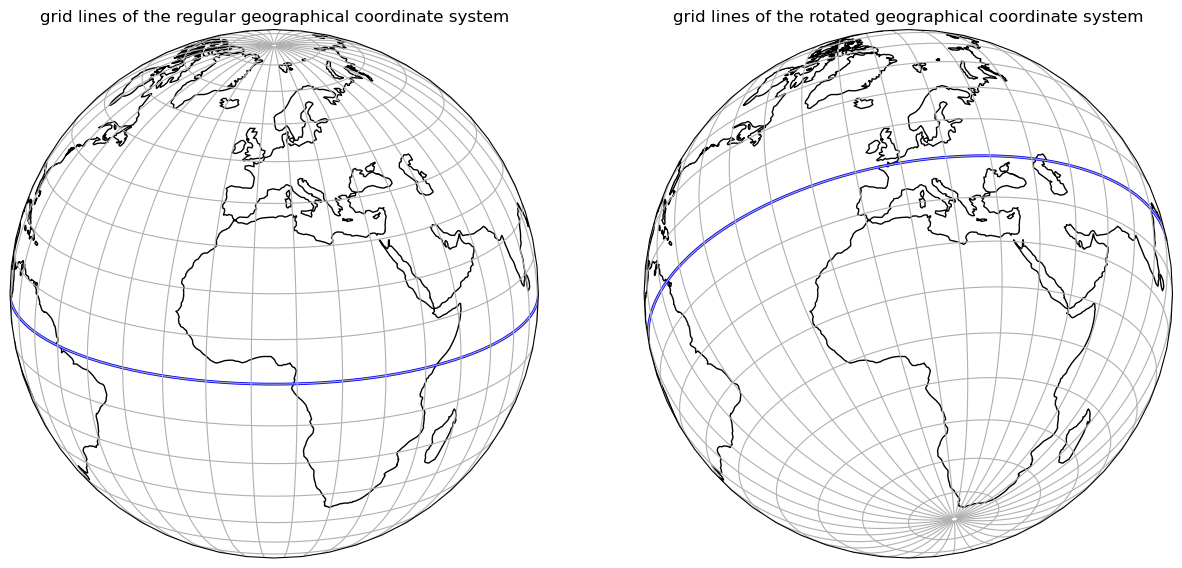 grid lines of the regular geographical coordinate system
grid lines of the rotated geographical coordinate system